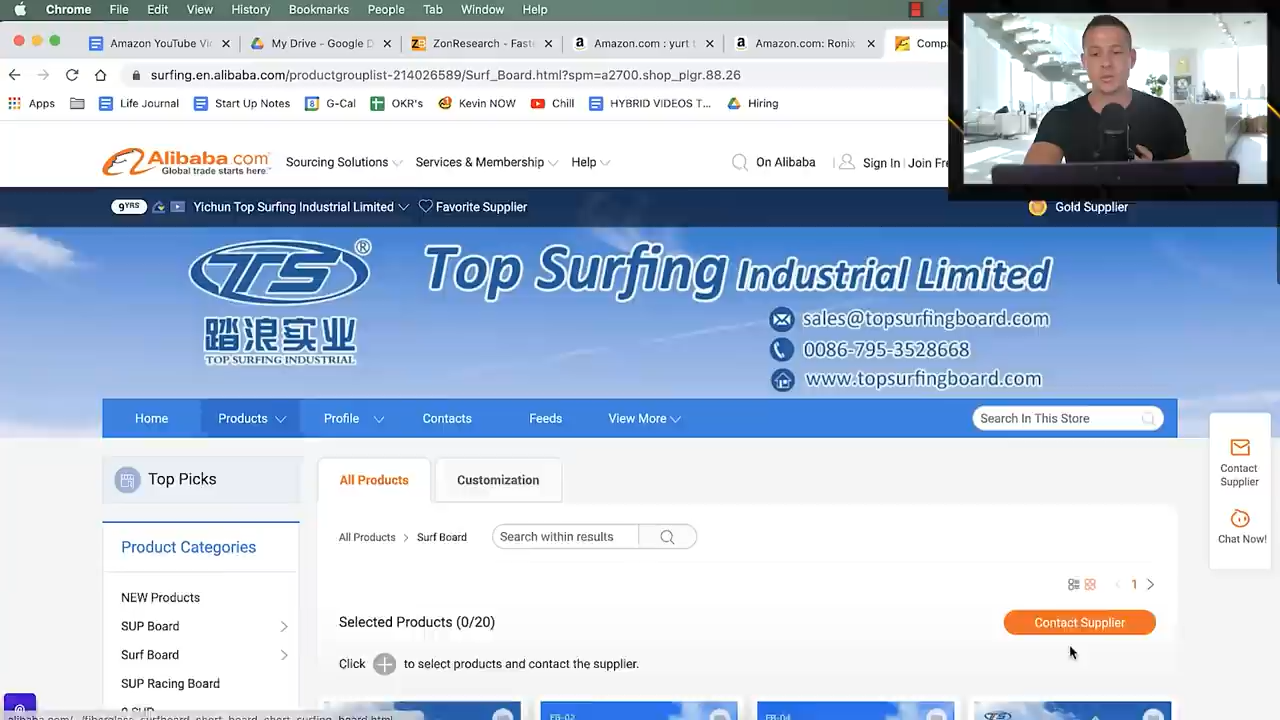 Chrome File Edit View History Bookmarks People Tab Window Help
Amazon YouTube Vi My Drive - Google D ZonResearch - Faste Amazon.com : yurt t Amazon.com: Ronix Compa
surfing.en.alibaba.com/productgrouplist-214026589/Surf_Board.html?spm=a2700.shop_plgr.88.26
Apps Life Journal Start Up Notes G-Cal OKR's Kevin NOW Chill HYBRID VIDEOS T... Hiring
Alibaba.com
Global trade starts here.
Sourcing Solutions Services & Membership Help On Alibaba Sign In Join Fre
9YRS Yichun Top Surfing Industrial Limited Favorite Supplier Gold Supplier
TS ®
踏浪实业
TOP SURFING INDUSTRIAL
Top Surfing Industrial Limited
sales@topsurfingboard.com
0086-795-3528668
www.topsurfingboard.com
Home Products Profile Contacts Feeds View More Search In This Store
Contact
Supplier
Chat Now!
Top Picks
All Products Customization
Product Categories
All Products > Surf Board Search within results
1
NEW Products
SUP Board
Surf Board
SUP Racing Board
Selected Products (0/20) Contact Supplier
Click + to select products and contact the supplier.
FB-02 FB-04